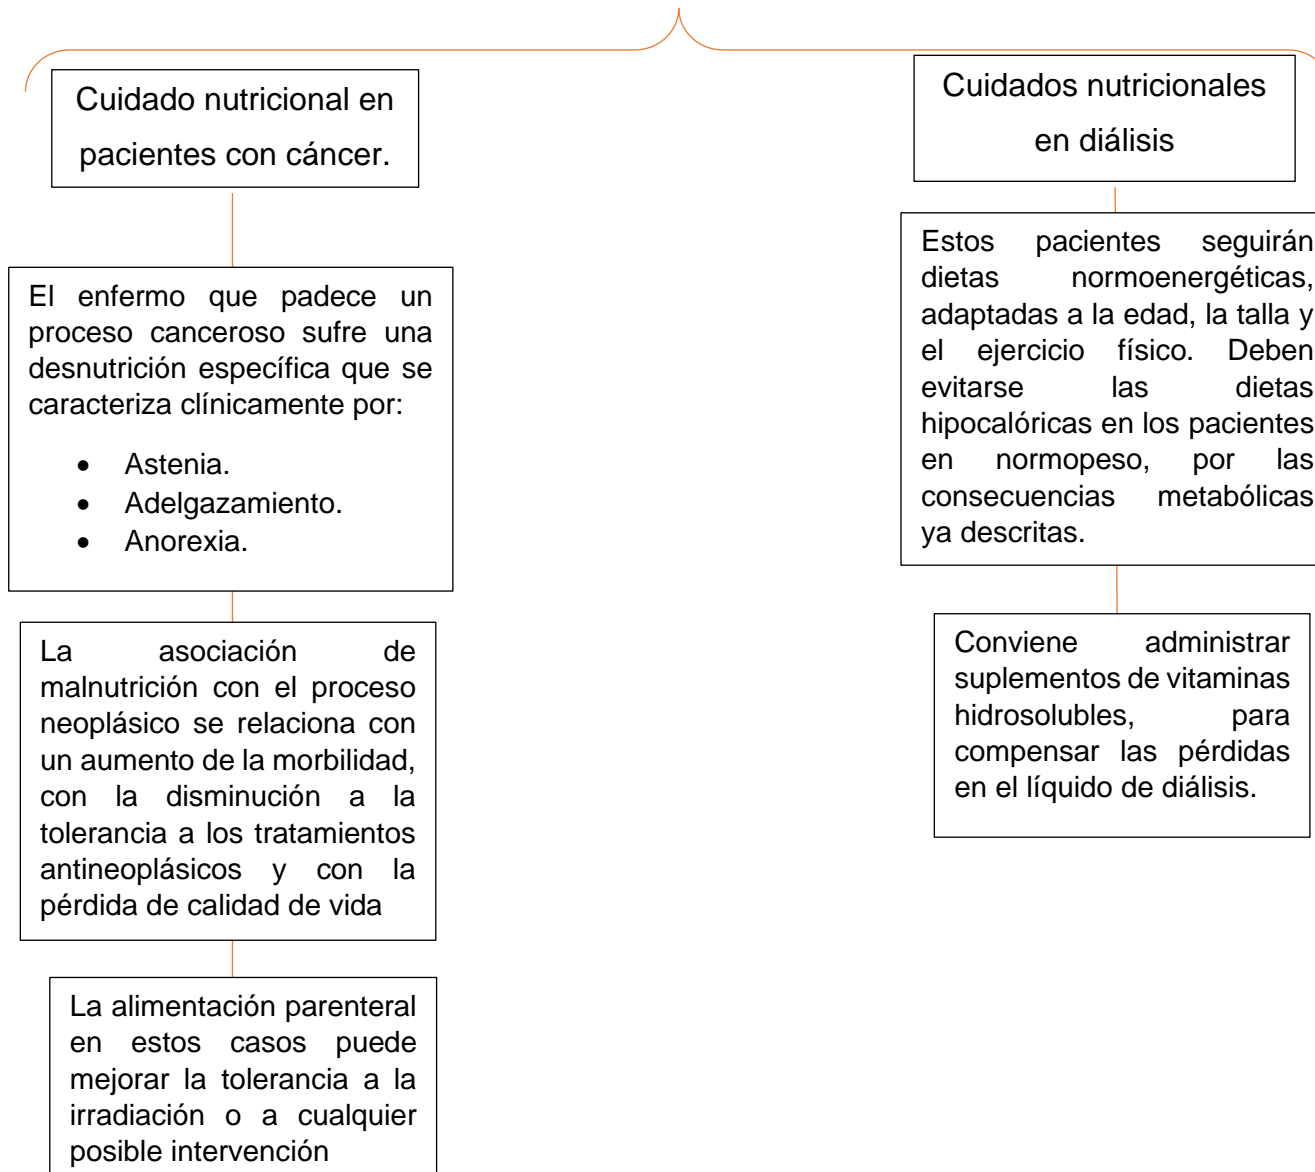 Cuidado nutricional en
pacientes con cáncer.
El enfermo que padece un
proceso canceroso sufre una
desnutrición específica que se
caracteriza clínicamente por:
• Astenia.
• Adelgazamiento.
• Anorexia.
La asociación de
malnutrición con el proceso
neoplásico se relaciona con
un aumento de la morbilidad,
con la disminución a la
tolerancia a los tratamientos
antineoplásicos y con la
pérdida de calidad de vida
La alimentación parenteral
en estos casos puede
mejorar la tolerancia a la
irradiación o a cualquier
posible intervención
Cuidados nutricionales
en diálisis
Estos pacientes seguirán
dietas normoenergéticas,
adaptadas a la edad, la talla y
el ejercicio físico. Deben
evitarse las dietas
hipocalóricas en los pacientes
en normopeso, por las
consecuencias metabólicas
ya descritas.
Conviene administrar
suplementos de vitaminas
hidrosolubles, para
compensar las pérdidas
en el líquido de diálisis.